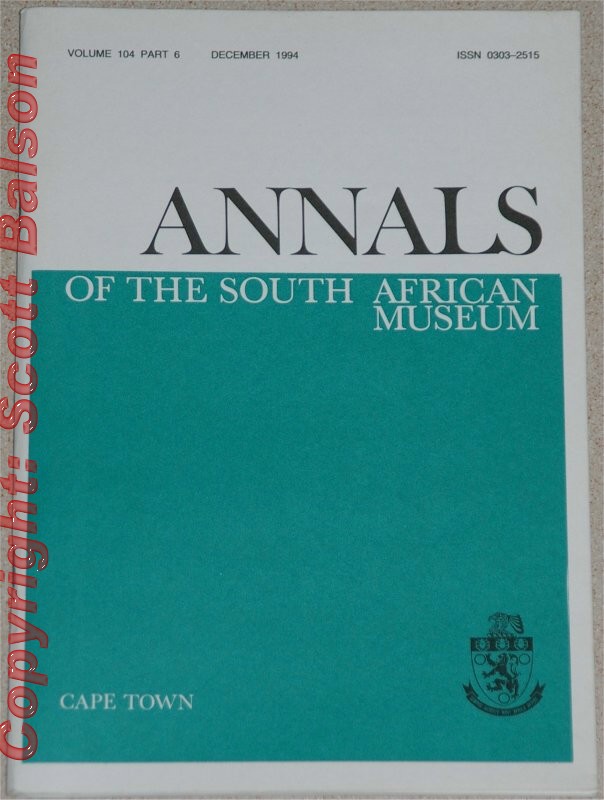 VOLUME 104 PART 6 DECEMBER 1994 ISSN 0303–2515
ANNALS
OF THE SOUTH AFRICAN
MUSEUM
CAPE TOWN
Copyright: Scott Balson